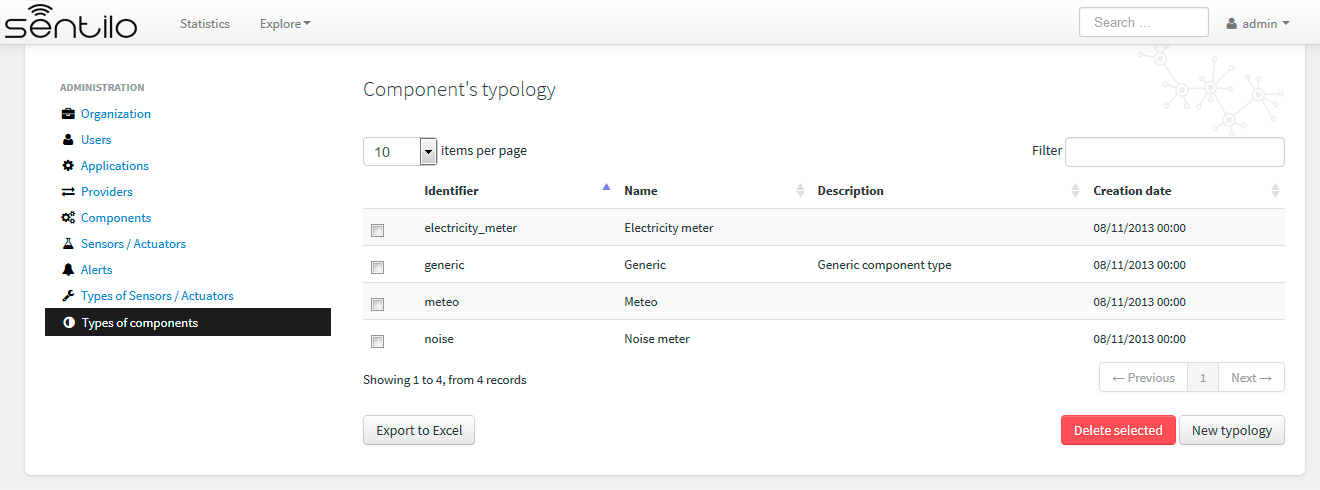 sentilo
Statistics
Explore
Search ...
admin
ADMINISTRATION
Organization
Users
Applications
Providers
Components
Sensors / Actuators
Alerts
Types of Sensors / Actuators
Types of components
Component's typology
10 items per page
Filter
Identifier Name Description Creation date
electricity_meter Electricity meter 08/11/2013 00:00
generic Generic Generic component type 08/11/2013 00:00
meteo Meteo 08/11/2013 00:00
noise Noise meter 08/11/2013 00:00
Showing 1 to 4, from 4 records
← Previous 1 Next →
Export to Excel
Delete selected
New typology